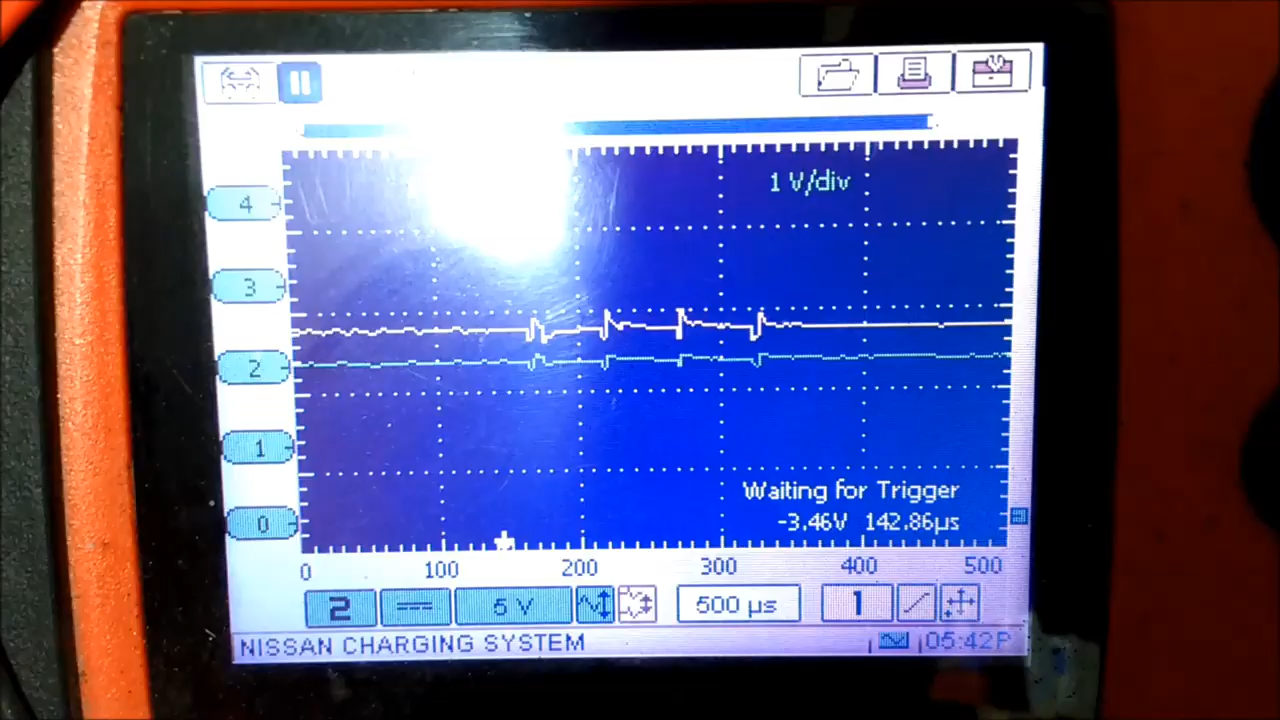 1 V/div
4
3
2
1
0
Waiting for Trigger
-3.46V 142.86µs
0 100 200 300 400 500
2 5 V 500 µs 1
NISSAN CHARGING SYSTEM 05:42P